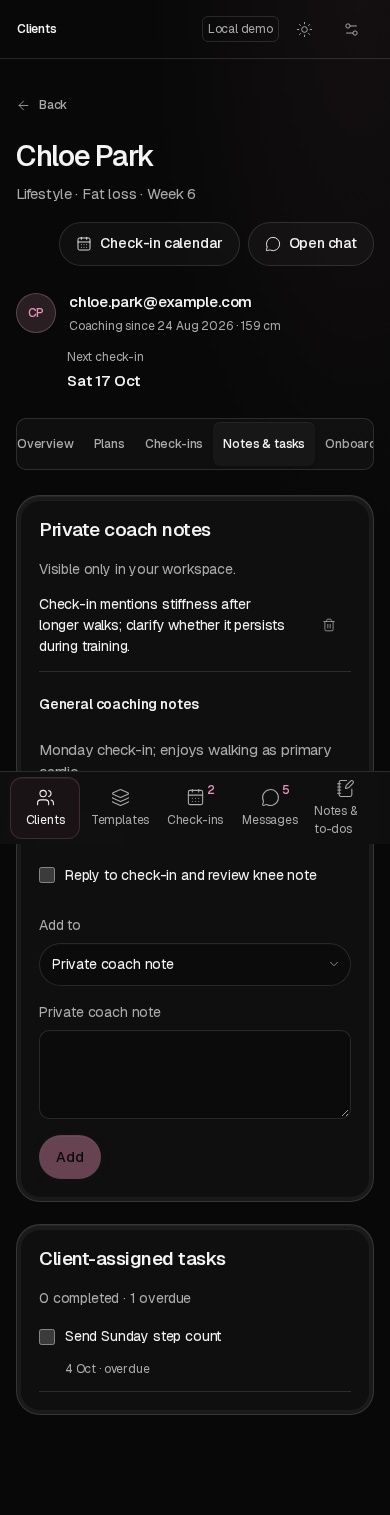 Clients
Local demo
Back
Chloe Park
Lifestyle · Fat loss · Week 6
Check-in calendar
Open chat
CP
chloe.park@example.com
Coaching since 24 Aug 2026 · 159 cm
Next check-in
Sat 17 Oct
Overview
Plans
Check-ins
Notes & tasks
Onboard
Private coach notes
Visible only in your workspace.
Check-in mentions stiffness after
longer walks; clarify whether it persists
during training.
General coaching notes
Monday check-in; enjoys walking as primary
Clients
Templates
2
Check-ins
5
Messages
Notes &
to-dos
Reply to check-in and review knee note
Add to
Private coach note
Private coach note
Add
Client-assigned tasks
0 completed · 1 overdue
Send Sunday step count
4 Oct · overdue